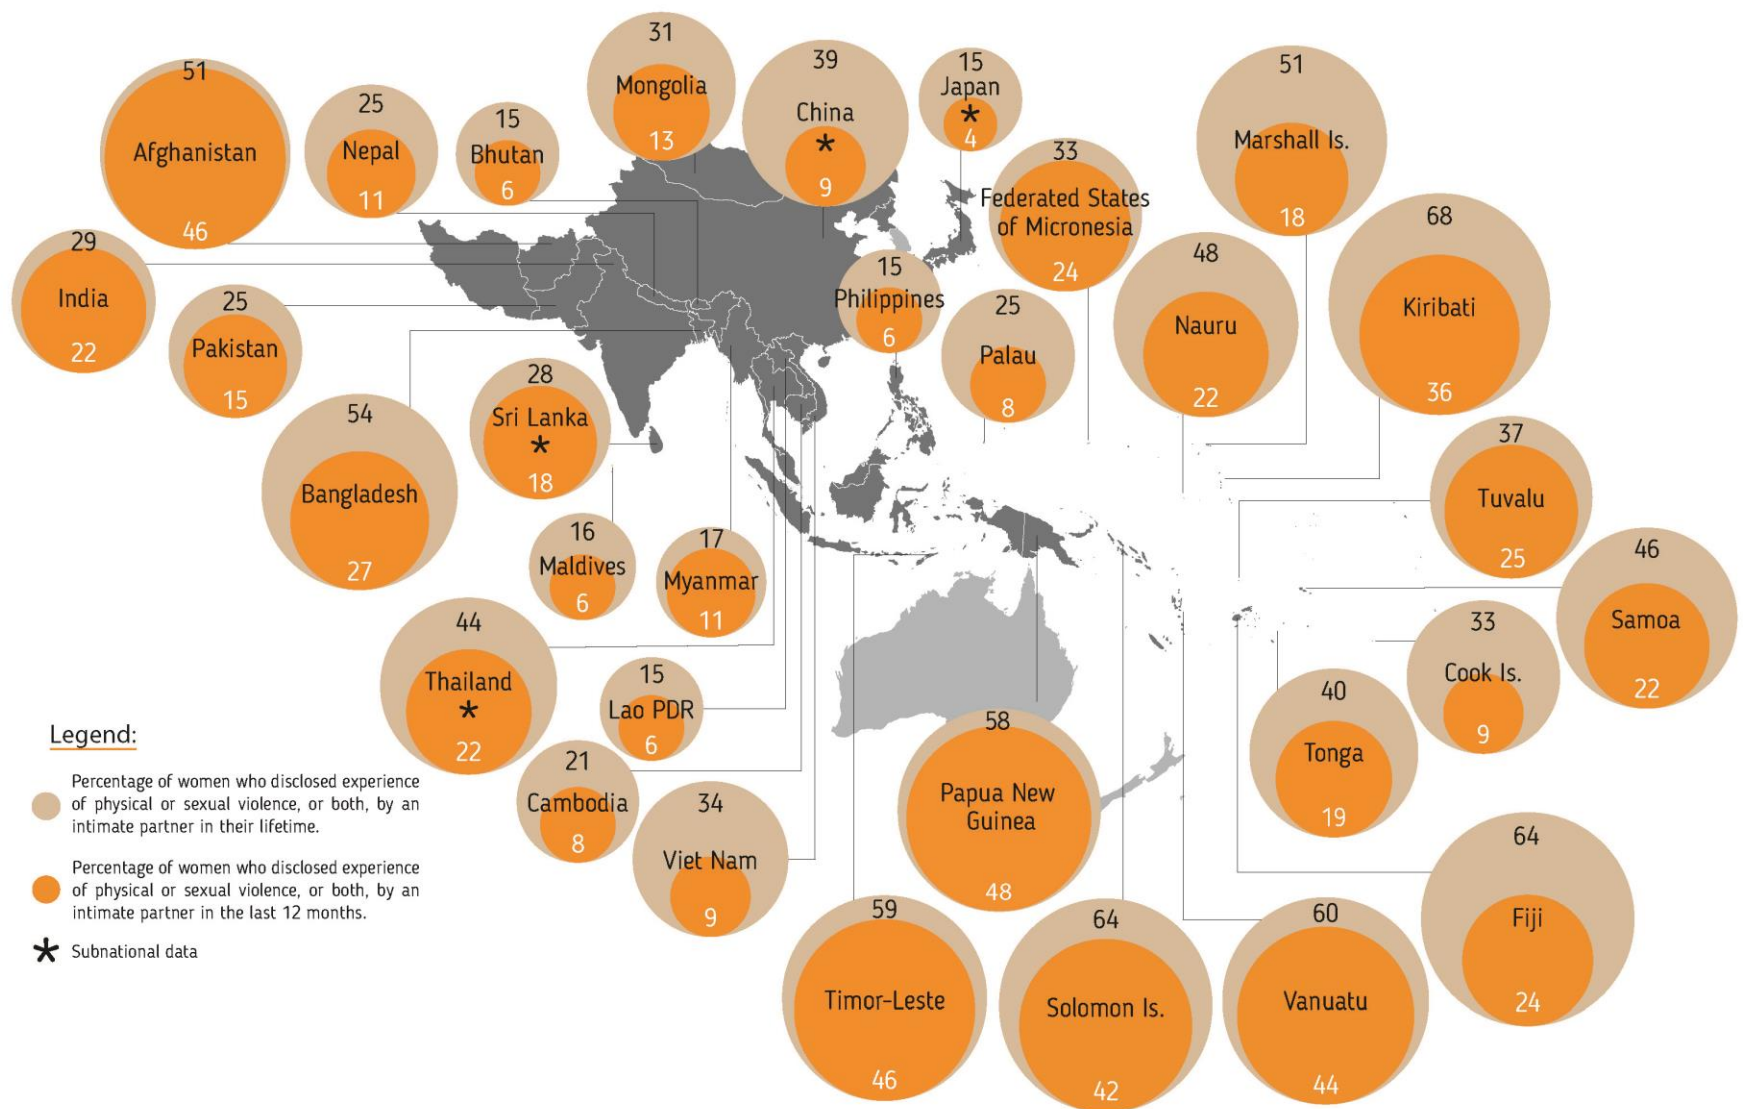 51
Afghanistan
46
25
Nepal
11
15
Bhutan
6
31
Mongolia
13
39
China
*
9
15
Japan
*
4
33
Federated States
of Micronesia
24
51
Marshall Is.
18
29
India
22
25
Pakistan
15
15
Philippines
6
25
Palau
8
48
Nauru
22
68
Kiribati
36
54
Bangladesh
27
28
Sri Lanka
*
18
16
Maldives
6
17
Myanmar
11
37
Tuvalu
25
46
Samoa
22
44
Thailand
*
22
15
Lao PDR
6
21
Cambodia
8
34
Viet Nam
9
58
Papua New
Guinea
48
40
Tonga
19
33
Cook Is.
9
59
Timor-Leste
46
64
Solomon Is.
42
60
Vanuatu
44
64
Fiji
24
Legend:
Percentage of women who disclosed experience
of physical or sexual violence, or both, by an
intimate partner in their lifetime.
Percentage of women who disclosed experience
of physical or sexual violence, or both, by an
intimate partner in the last 12 months.
* Subnational data